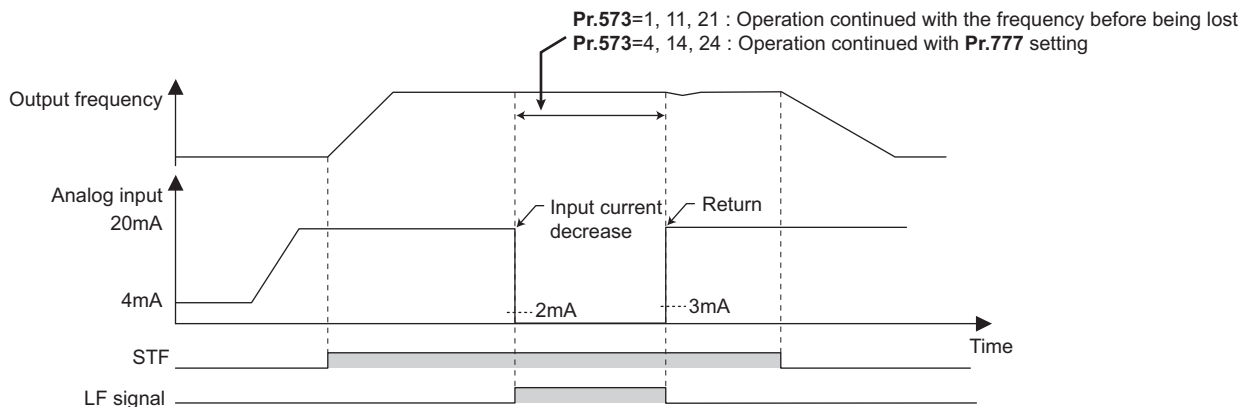 Pr.573=1, 11, 21 : Operation continued with the frequency before being lost
Pr.573=4, 14, 24 : Operation continued with Pr.777 setting
Output frequency
Analog input
20mA
Input current
decrease
Return
4mA
2mA
3mA
Time
STF
LF signal